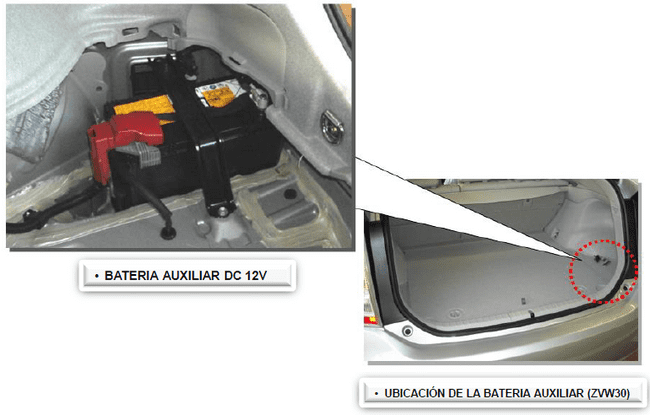 • BATERIA AUXILIAR DC 12V
• UBICACIÓN DE LA BATERIA AUXILIAR (ZVW30)